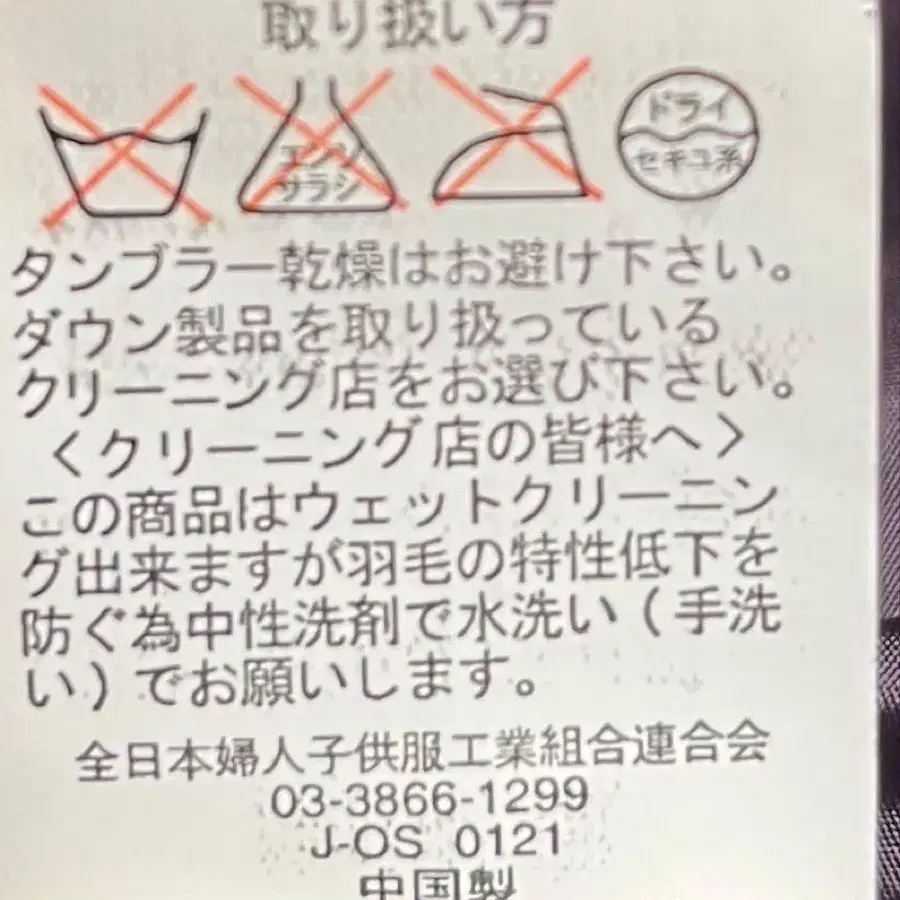 取り扱い方
エンソ
サラシ
ドライ
セキユ系
タンブラー乾燥はお避け下さい。
ダウン製品を取り扱っている
クリーニング店をお選び下さい。
〈クリーニング店の皆様へ〉
この商品はウェットクリーニン
グ出来ますが羽毛の特性低下を
防ぐ為中性洗剤で水洗い(手洗
い)でお願いします。
全日本婦人子供服工業組合連合会
03-3866-1299
J-OS 0121
中国製